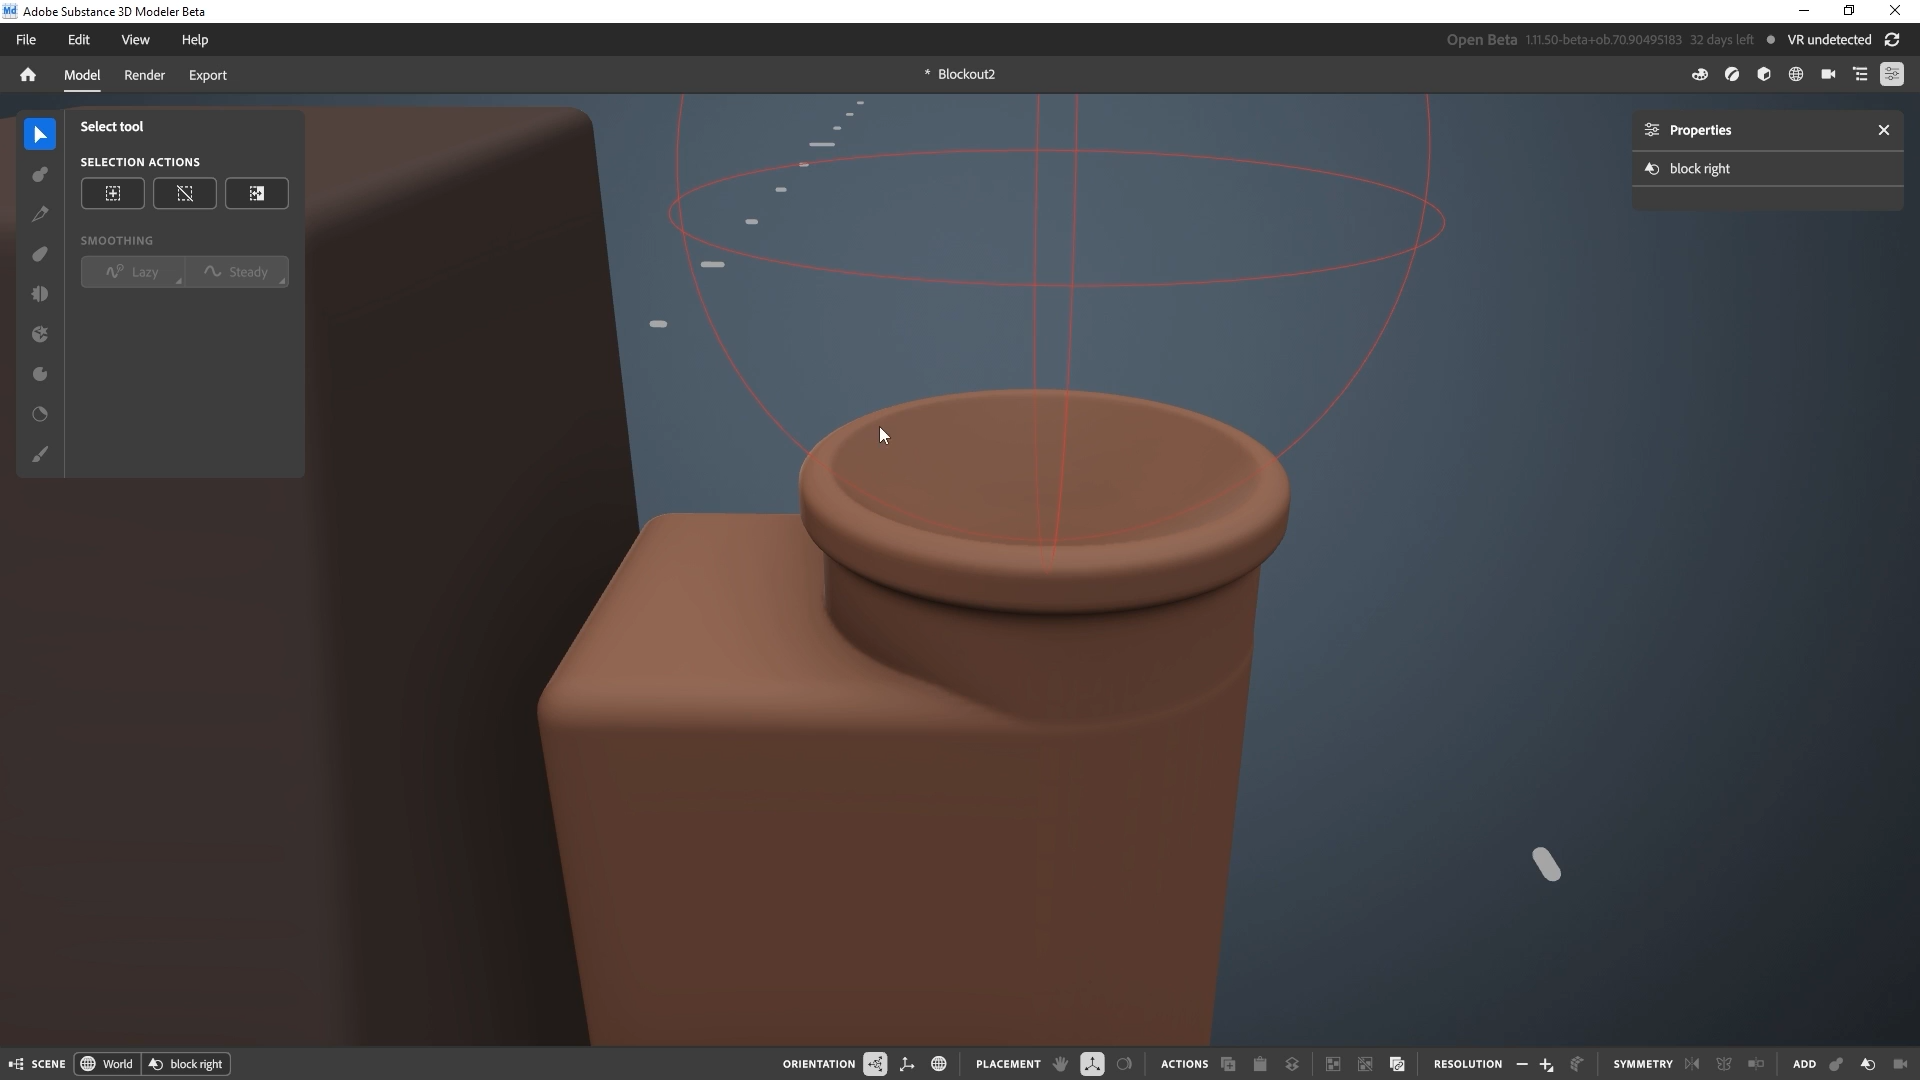 Md Adobe Substance 3D Modeler Beta
File Edit View Help
Open Beta 1.11.50-beta+ob.70.90495183 32 days left VR undetected
Model Render Export
* Blockout2
Select tool
SELECTION ACTIONS
SMOOTHING
Lazy Steady
Properties
block right
SCENE World block right
ORIENTATION PLACEMENT ACTIONS RESOLUTION SYMMETRY ADD